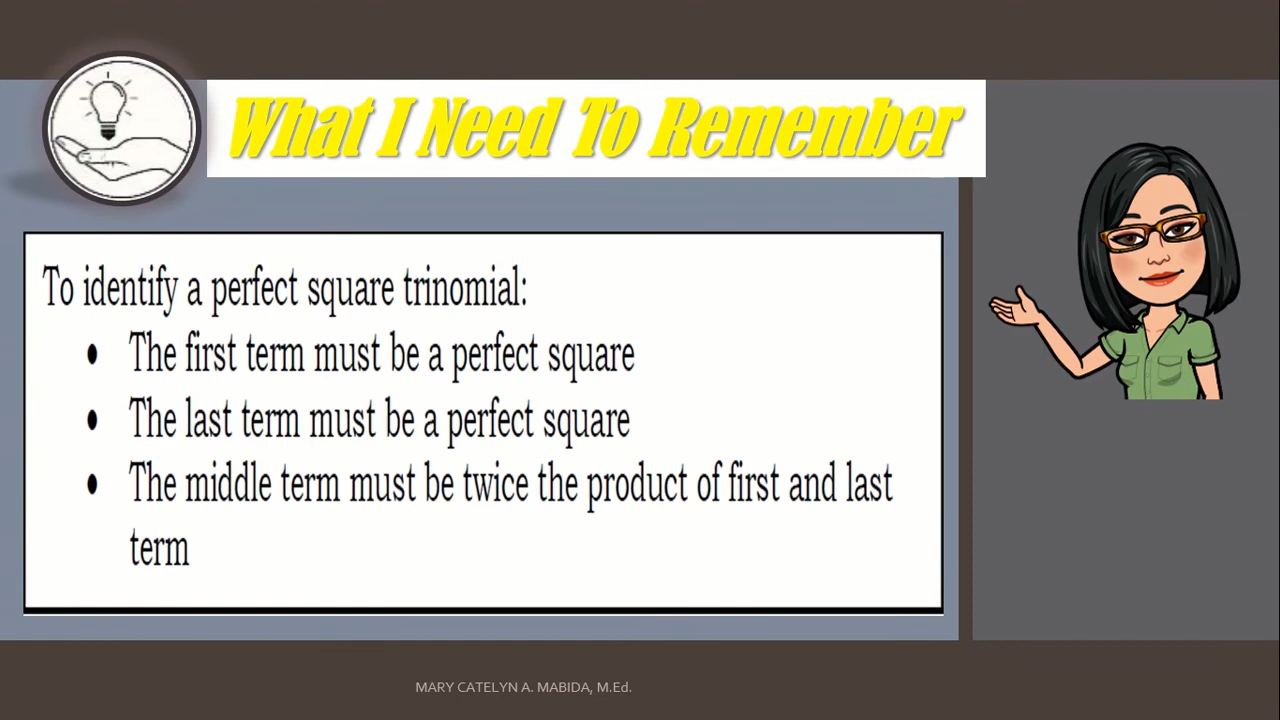 What I Need To Remember
To identify a perfect square trinomial:
• The first term must be a perfect square
• The last term must be a perfect square
• The middle term must be twice the product of first and last
term
MARY CATELYN A. MABIDA, M.Ed.